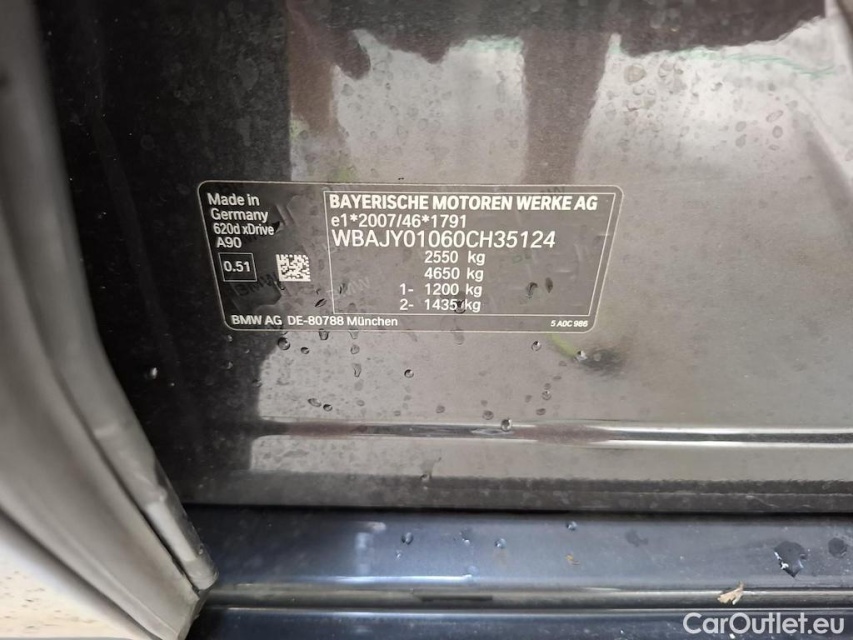 Made in
Germany
620d xDrive
A90
0.51
BAYERISCHE MOTOREN WERKE AG
e1*2007/46*1791
WBAJY01060CH35124
2550 kg
4650 kg
1- 1200 kg
2- 1435 kg
BMW AG DE-80788 München
5 A0C 986
CarOutlet.eu